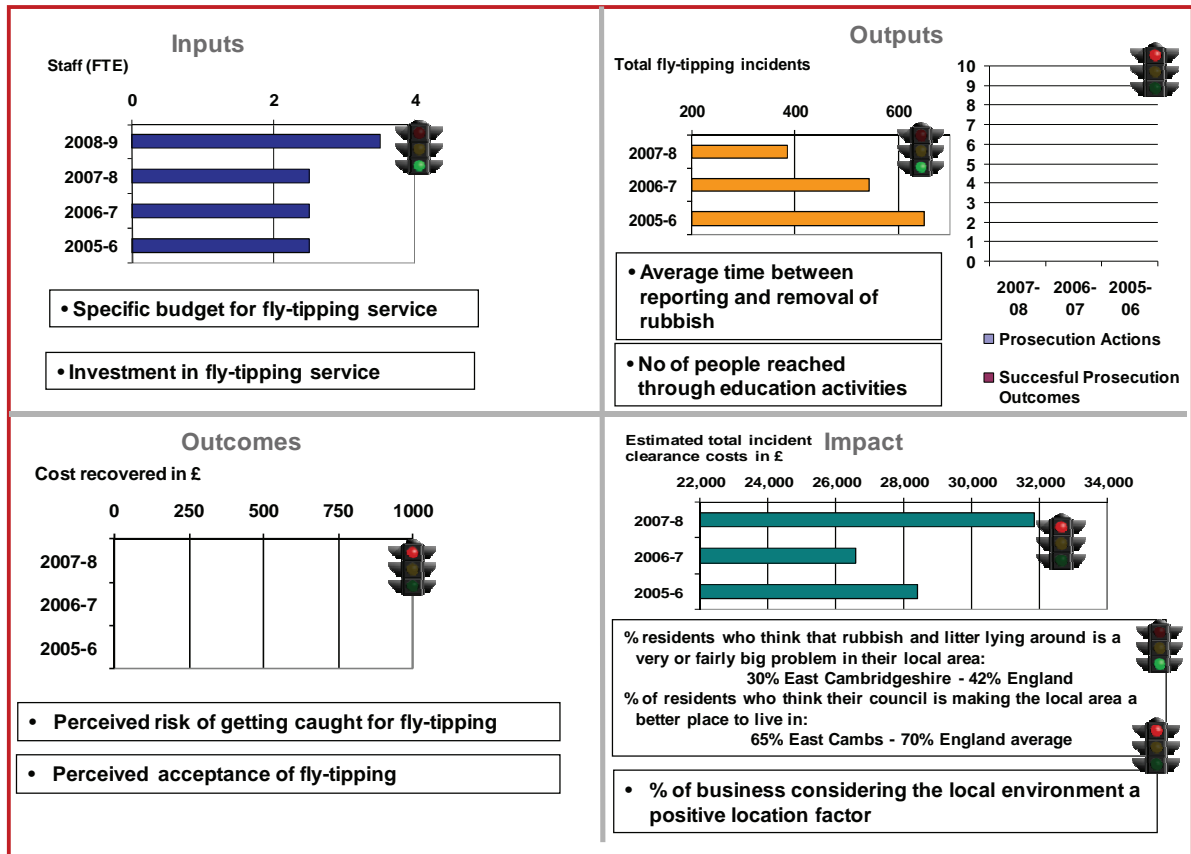 Inputs
Staff (FTE)
0 2 4
2008-9
2007-8
2006-7
2005-6
• Specific budget for fly-tipping service
• Investment in fly-tipping service
Outputs
Total fly-tipping incidents
200 400 600
2007-8
2006-7
2005-6
• Average time between
reporting and removal of
rubbish
• No of people reached
through education activities
10
9
8
7
6
5
4
3
2
1
0
2007- 2006- 2005-
08 07 06
Prosecution Actions
Succesful Prosecution
Outcomes
Outcomes
Cost recovered in £
0 250 500 750 1000
2007-8
2006-7
2005-6
• Perceived risk of getting caught for fly-tipping
• Perceived acceptance of fly-tipping
Impact
Estimated total incident
clearance costs in £
22,000 24,000 26,000 28,000 30,000 32,000 34,000
2007-8
2006-7
2005-6
% residents who think that rubbish and litter lying around is a
very or fairly big problem in their local area:
30% East Cambridgeshire - 42% England
% of residents who think their council is making the local area a
better place to live in:
65% East Cambs - 70% England average
• % of business considering the local environment a
positive location factor